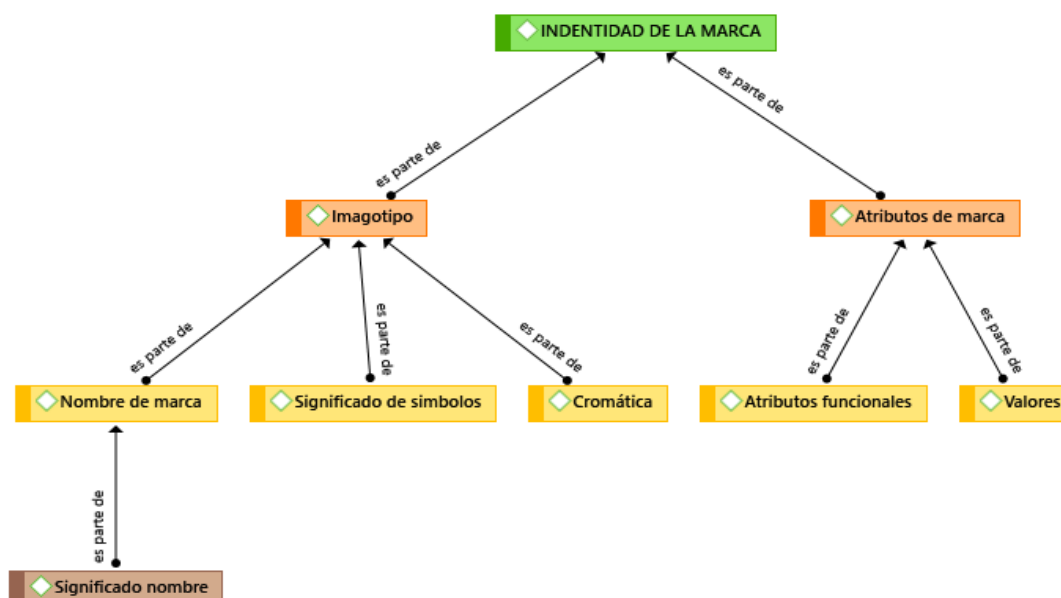 INDENTIDAD DE LA MARCA
es parte de
es parte de
Imagotipo
Atributos de marca
es parte de
es parte de
es parte de
es parte de
es parte de
Nombre de marca
Significado de simbolos
Cromática
Atributos funcionales
Valores
es parte de
Significado nombre